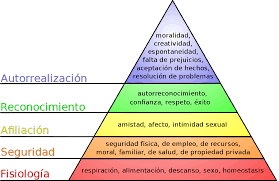 moralidad,
creatividad,
espontaneidad,
falta de prejuicios,
aceptación de hechos,
resolución de problemas
Autorrealización
autorreconocimiento,
confianza, respeto, éxito
Reconocimiento
amistad, afecto, intimidad sexual
Afiliación
seguridad física, de empleo, de recursos,
moral, familiar, de salud, de propiedad privada
Seguridad
respiración, alimentación, descanso, sexo, homeostasis
Fisiología